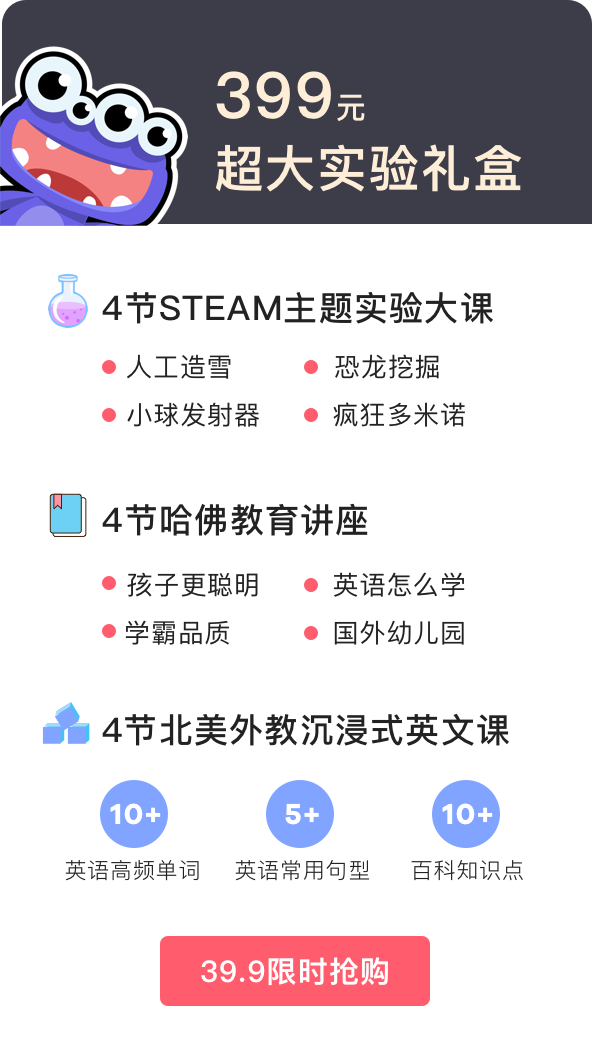 399元
超大实验礼盒
4节STEAM主题实验大课
人工造雪 恐龙挖掘
小球发射器 疯狂多米诺
4节哈佛教育讲座
孩子更聪明 英语怎么学
学霸品质 国外幼儿园
4节北美外教沉浸式英文课
10+ 5+ 10+
英语高频单词 英语常用句型 百科知识点
39.9限时抢购